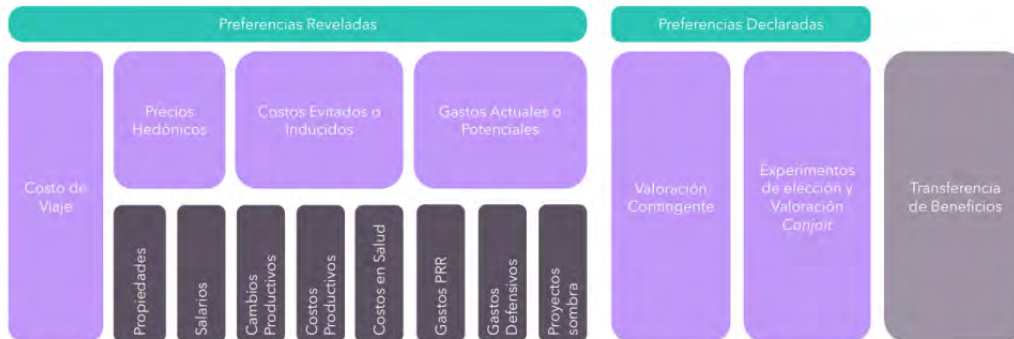 Preferencias Reveladas
Preferencias Declaradas
Costo de
Viaje
Precios
Hedónicos
Costos Evitados o
Inducidos
Gastos Actuales o
Potenciales
Propiedades
Salarios
Cambios
Productivos
Costos
Productivos
Costos en Salud
Gastos PRR
Gastos
Defensivos
Proyectos
sombra
Valoración
Contingente
Experimentos
de elección y
Valoración
Conjoit
Transferencia
de Beneficios